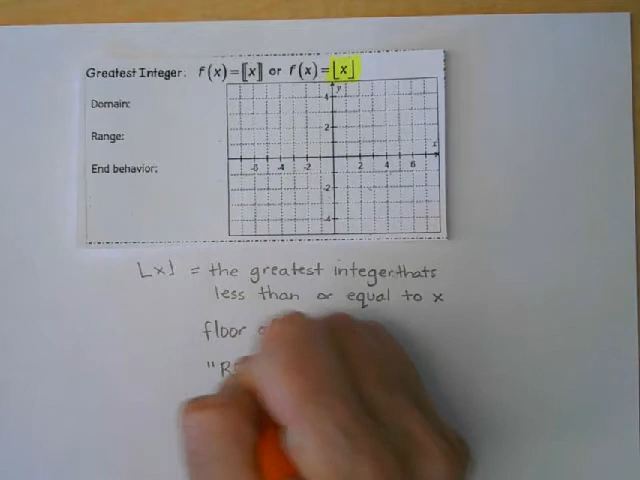 Greatest Integer: f(x)=⟦x⟧ or f(x)=⌊x⌋
Domain:
Range:
End behavior:
y
x
4
2
-2
-4
-6 -4 -2 2 4 6
⌊x⌋ = the greatest integer thats
less than or equal to x
floor